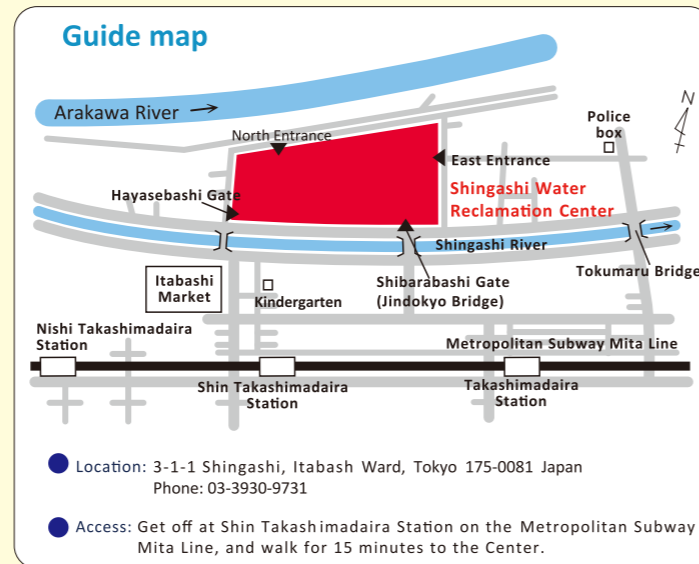 Guide map
Arakawa River
N
Police
box
North Entrance
East Entrance
Hayasebashi Gate
Shingashi Water
Reclamation Center
Shingashi River
Tokumaru Bridge
Itabashi
Market
Kindergarten
Shibarabashi Gate
(Jindokyo Bridge)
Nishi Takashimadaira
Station
Metropolitan Subway Mita Line
Shin Takashimadaira
Station
Takashimadaira
Station
Location: 3-1-1 Shingashi, Itabash Ward, Tokyo 175-0081 Japan
Phone: 03-3930-9731
Access: Get off at Shin Takashimadaira Station on the Metropolitan Subway
Mita Line, and walk for 15 minutes to the Center.